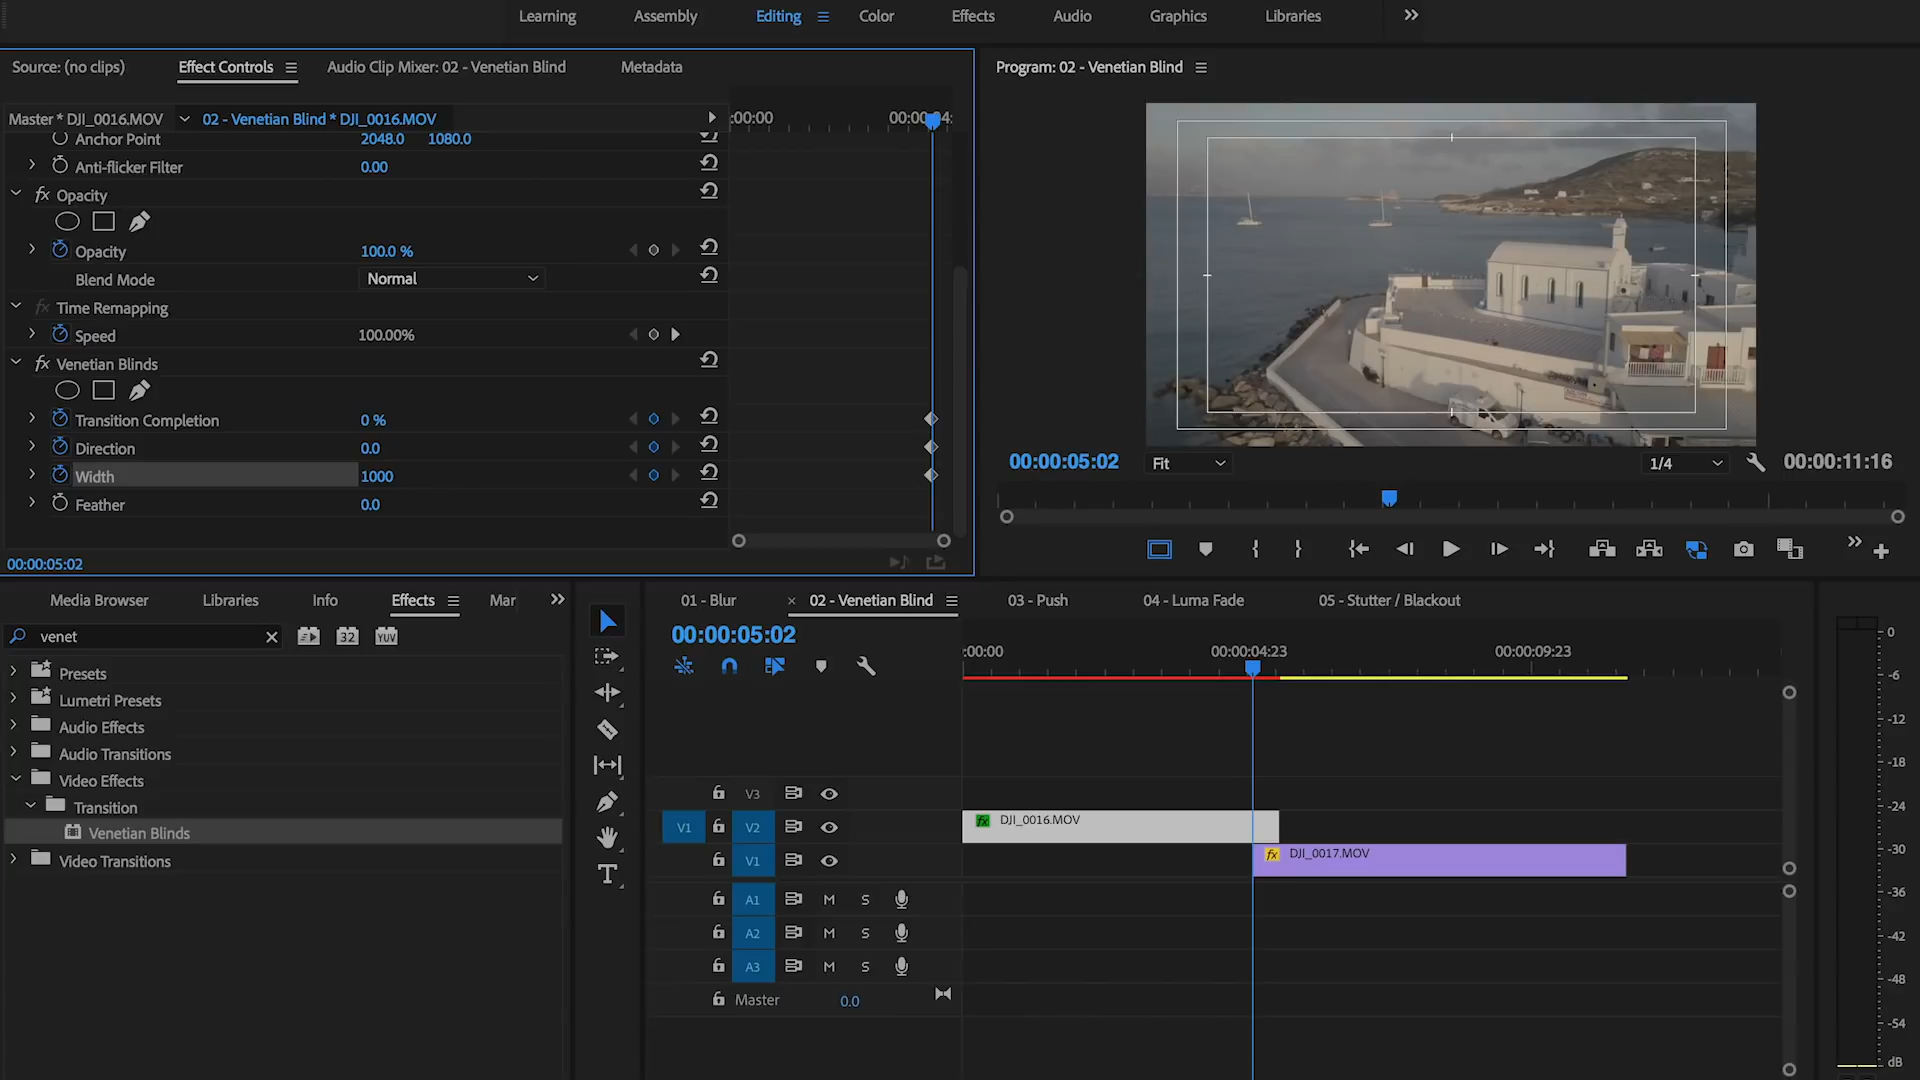 Learning Assembly Editing Color Effects Audio Graphics Libraries
Source: (no clips) Effect Controls Audio Clip Mixer: 02 - Venetian Blind Metadata
Master * DJI_0016.MOV 02 - Venetian Blind * DJI_0016.MOV
:00:00 00:00:04:
Anchor Point 2048.0 1080.0
Anti-flicker Filter 0.00
fx Opacity
Opacity 100.0 %
Blend Mode Normal
fx Time Remapping
Speed 100.00%
fx Venetian Blinds
Transition Completion 0 %
Direction 0.0
Width 1000
Feather 0.0
00:00:05:02
Program: 02 - Venetian Blind
00:00:05:02 Fit 1/4 00:00:11:16
Media Browser Libraries Info Effects Mar
venet 32 YUV
Presets
Lumetri Presets
Audio Effects
Audio Transitions
Video Effects
Transition
Venetian Blinds
Video Transitions
01 - Blur 02 - Venetian Blind 03 - Push 04 - Luma Fade 05 - Stutter / Blackout
00:00:05:02
:00:00 00:00:04:23 00:00:09:23
V3
V1 V2 fx DJI_0016.MOV
V1 fx DJI_0017.MOV
A1 M S
A2 M S
A3 M S
Master 0.0
0
-6
-12
-18
-24
-30
-36
-42
-48
-54
dB